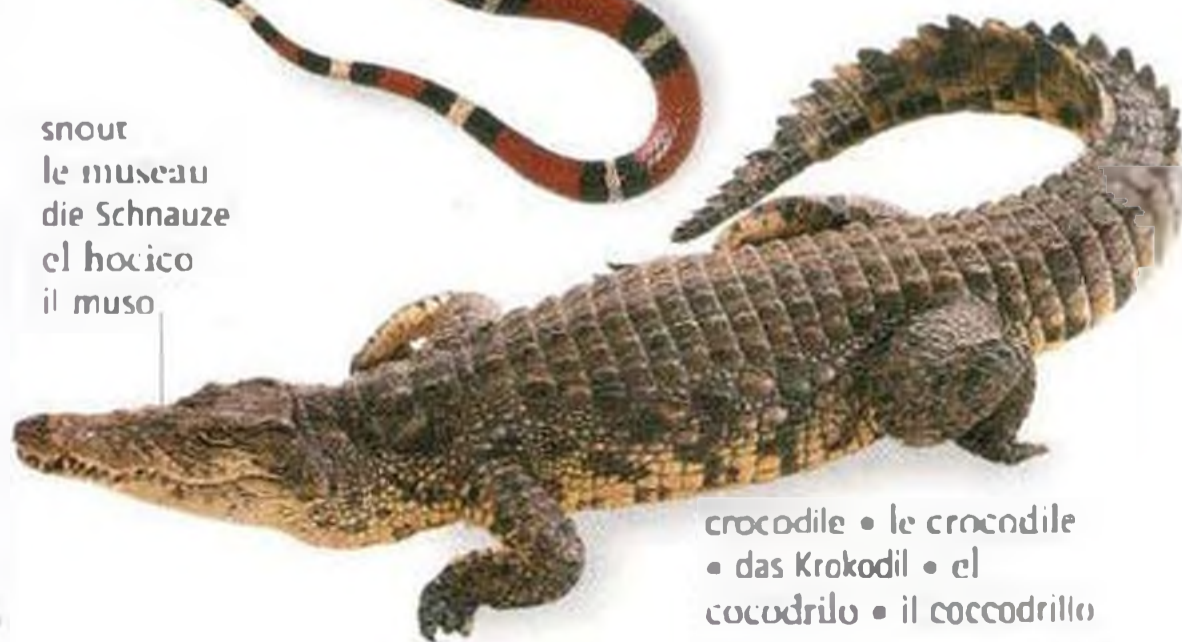 snout
le museau
die Schnauze
el hocico
il muso
crocodile • le crocodile
• das Krokodil • el
cocodrilo • il coccodrillo